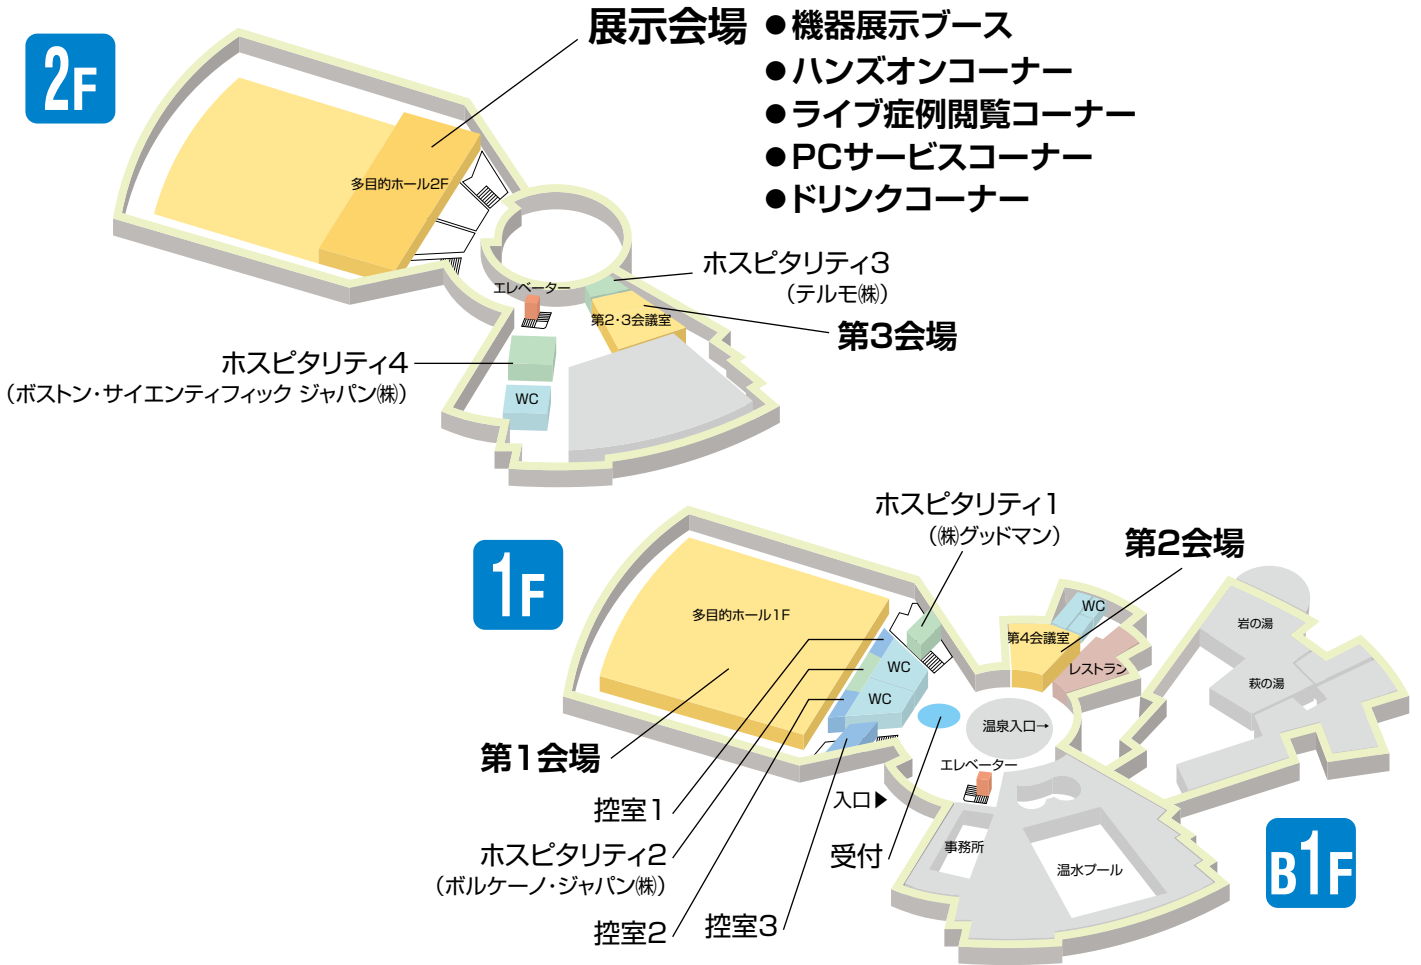 2F
展示会場
●機器展示ブース
●ハンズオンコーナー
●ライブ症例閲覧コーナー
●PCサービスコーナー
●ドリンクコーナー
多目的ホール2F
ホスピタリティ3
（テルモ㈱）
エレベーター
第2・3会議室
第3会場
ホスピタリティ4
（ボストン・サイエンティフィック ジャパン㈱）
WC
1F
ホスピタリティ1
（㈱グッドマン）
第2会場
多目的ホール1F
WC
第4会議室
レストラン
WC
WC
岩の湯
萩の湯
温泉入口→
第1会場
エレベーター
控室1
入口▶
ホスピタリティ2
（ボルケーノ・ジャパン㈱）
受付
事務所
温水プール
控室2
控室3
B1F